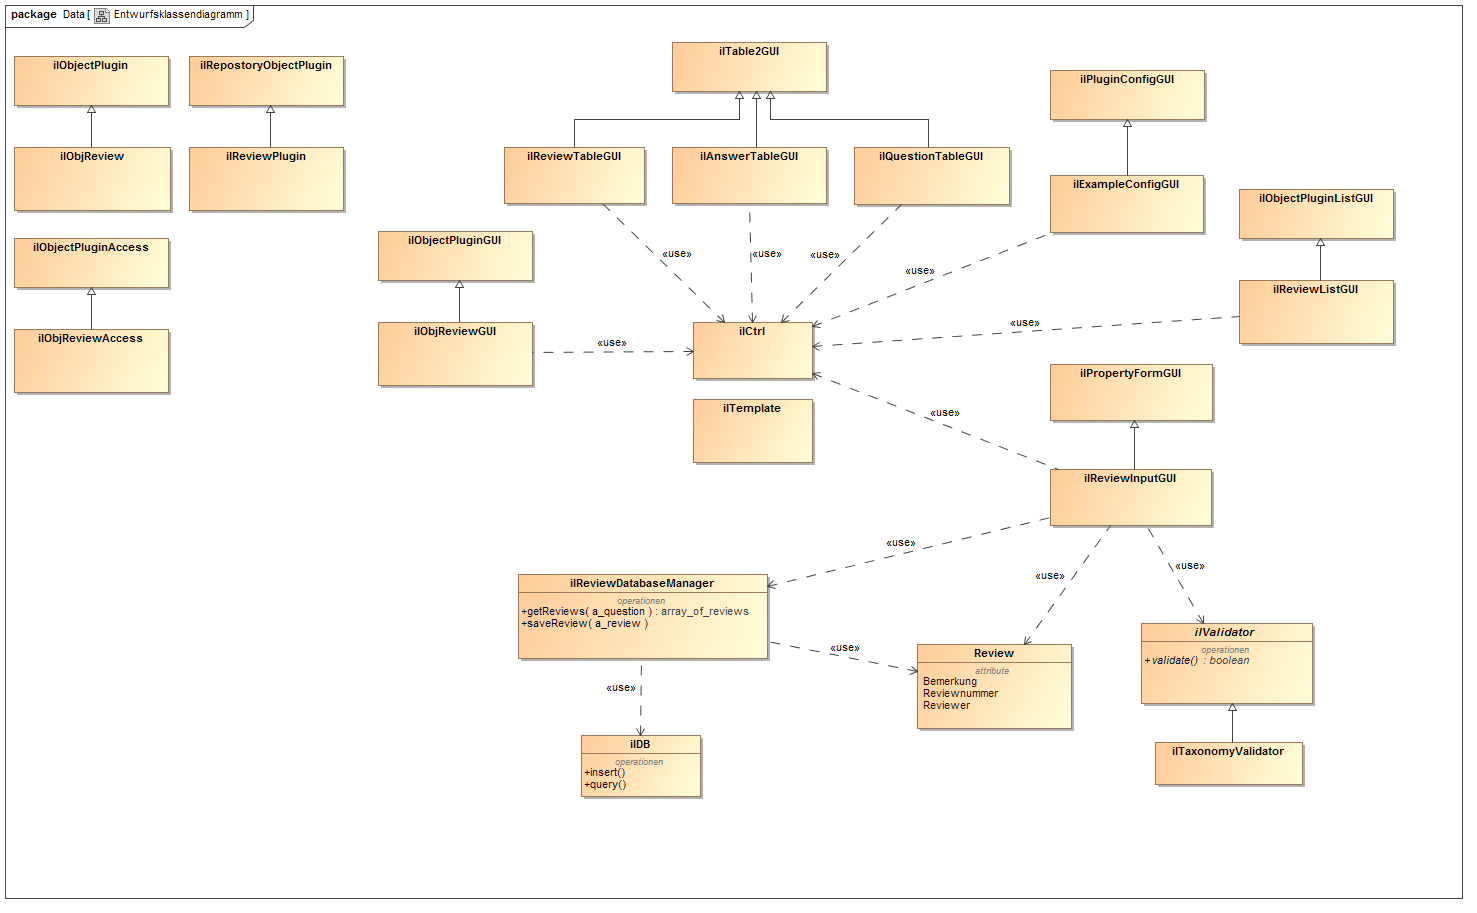 package Data [ Entwurfsklassendiagramm ]
ilTable2GUI
ilObjectPlugin
ilRepostoryObjectPlugin
ilPluginConfigGUI
ilObjReview
ilReviewPlugin
ilReviewTableGUI
ilAnswerTableGUI
ilQuestionTableGUI
ilExampleConfigGUI
ilObjectPluginListGUI
ilObjectPluginAccess
ilObjectPluginGUI
«use»
«use»
«use»
«use»
ilReviewListGUI
ilObjReviewAccess
ilObjReviewGUI
«use»
ilCtrl
«use»
ilPropertyFormGUI
ilTemplate
«use»
ilReviewInputGUI
«use»
«use»
«use»
ilReviewDatabaseManager
operationen
+getReviews( a_question ) : array_of_reviews
+saveReview( a_review )
ilValidator
operationen
+validate() : boolean
«use»
Review
attribute
Bemerkung
Reviewnummer
Reviewer
«use»
ilDB
operationen
+insert()
+query()
ilTaxonomyValidator